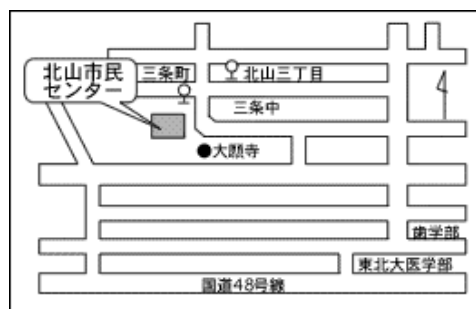 北山市民
センター
三条町
北山三丁目
三条中
●大願寺
歯学部
東北大医学部
国道48号線